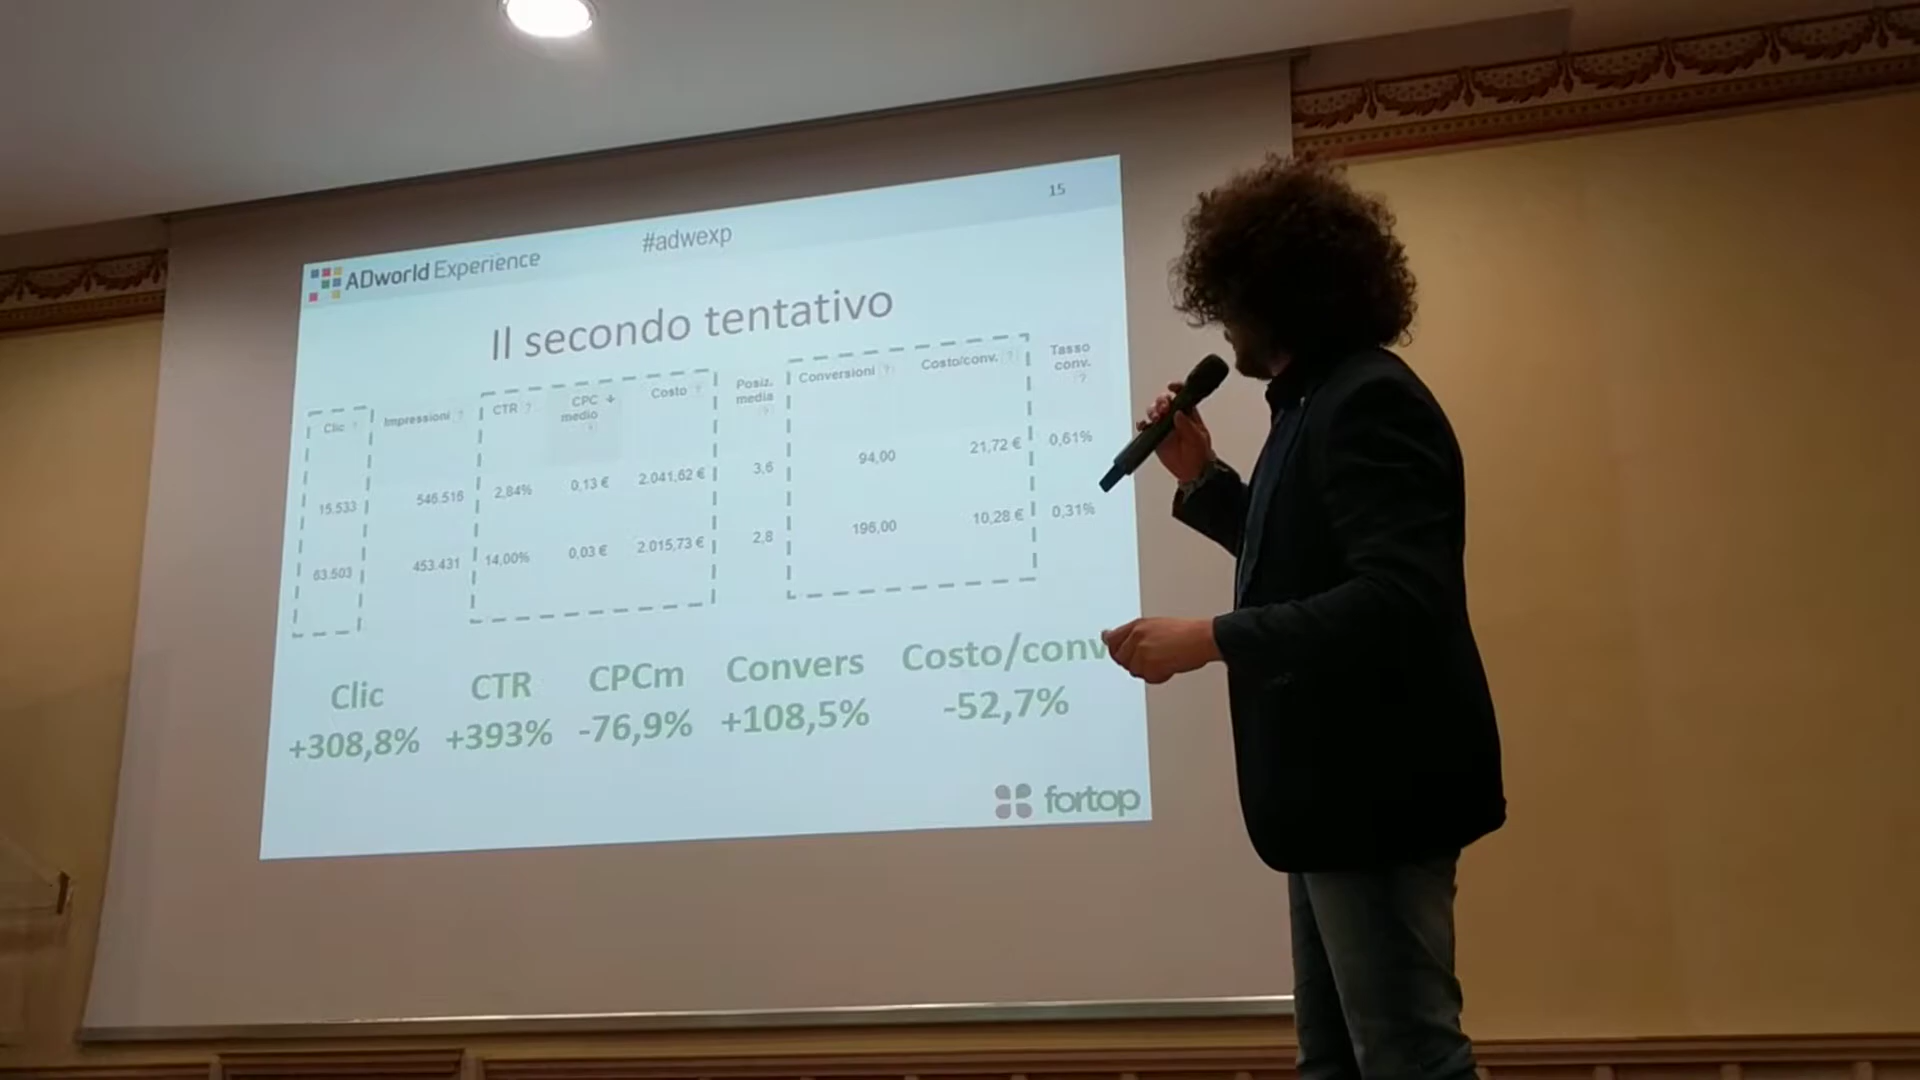 15
#adwexp
ADworld Experience
Il secondo tentativo
Clic ? Impressioni ? CTR ? CPC medio ? Costo ? Posiz. media ? Conversioni ? Costo/conv. ? Tasso conv. ?
15.533 546.516 2,84% 0,13 € 2.041,62 € 3,6 94,00 21,72 € 0,61%
63.503 453.431 14,00% 0,03 € 2.015,73 € 2,8 196,00 10,28 € 0,31%
Clic CTR CPCm Convers Costo/conv
+308,8% +393% -76,9% +108,5% -52,7%
fortop